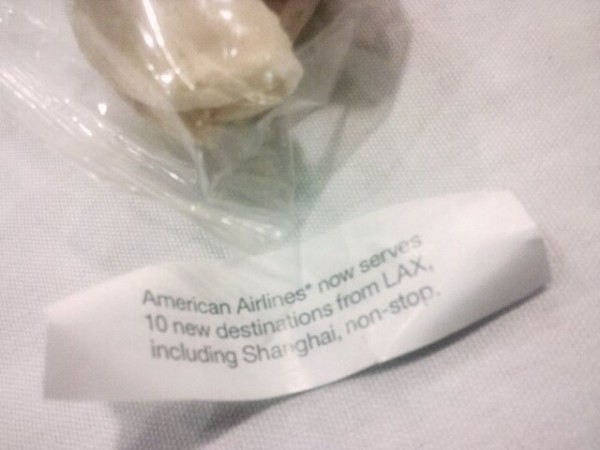 American Airlines® now serves
10 new destinations from LAX,
including Shanghai, non-stop.